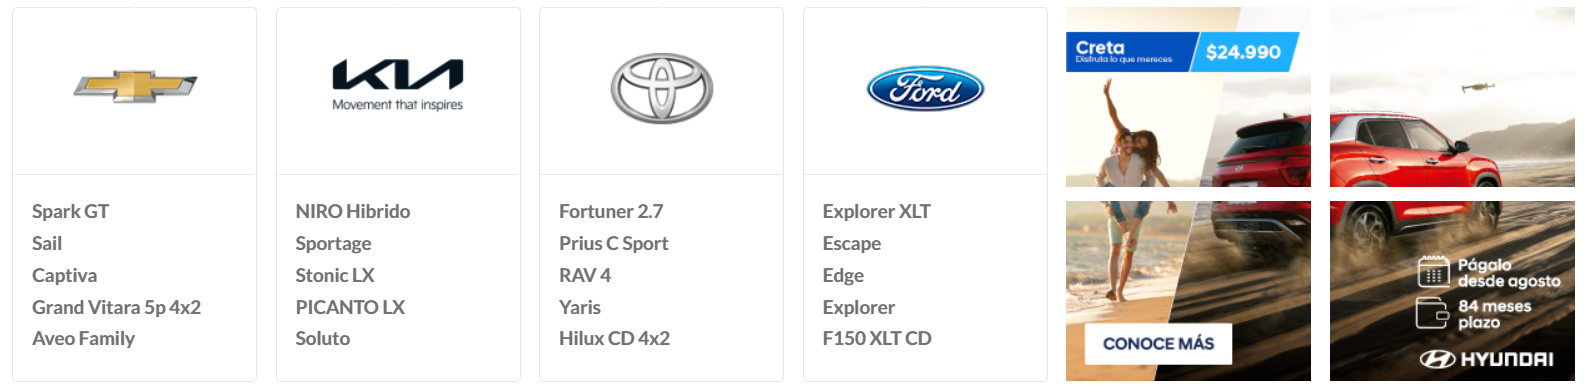 Spark GT
Sail
Captiva
Grand Vitara 5p 4x2
Aveo Family
KIA
Movement that inspires
NIRO Hibrido
Sportage
Stonic LX
PICANTO LX
Soluto
Fortuner 2.7
Prius C Sport
RAV 4
Yaris
Hilux CD 4x2
Ford
Explorer XLT
Escape
Edge
Explorer
F150 XLT CD
Creta
Disfruta lo que mereces
$24.990
CONOCE MÁS
Págalo
desde agosto
84 meses
plazo
HYUNDAI